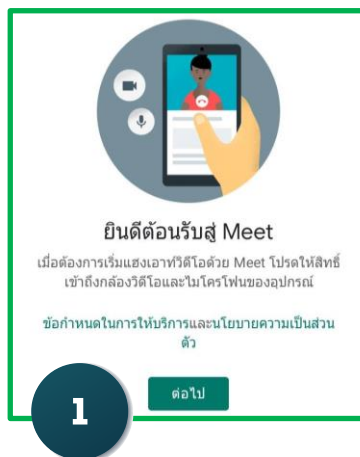 ยินดีต้อนรับสู่ Meet
เมื่อต้องการเริ่มแฮงเอาท์วิดีโอด้วย Meet โปรดให้สิทธิ์
เข้าถึงกล้องวิดีโอและไมโครโฟนของอุปกรณ์
ข้อกำหนดในการให้บริการและนโยบายความเป็นส่วน
ตัว
ต่อไป
1